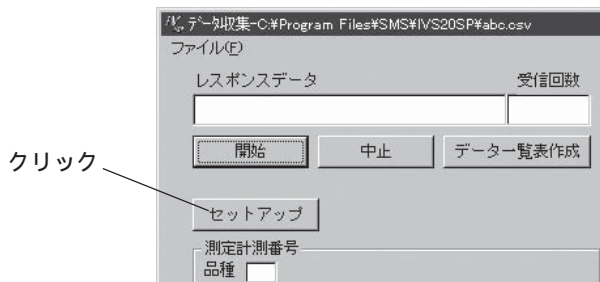 データ収集-C:¥Program Files¥SMS¥IVS20SP¥abc.csv
ファイル(F)
レスポンスデータ 受信回数
開始 中止 データ一覧表作成
クリック
セットアップ
測定計測番号
品種